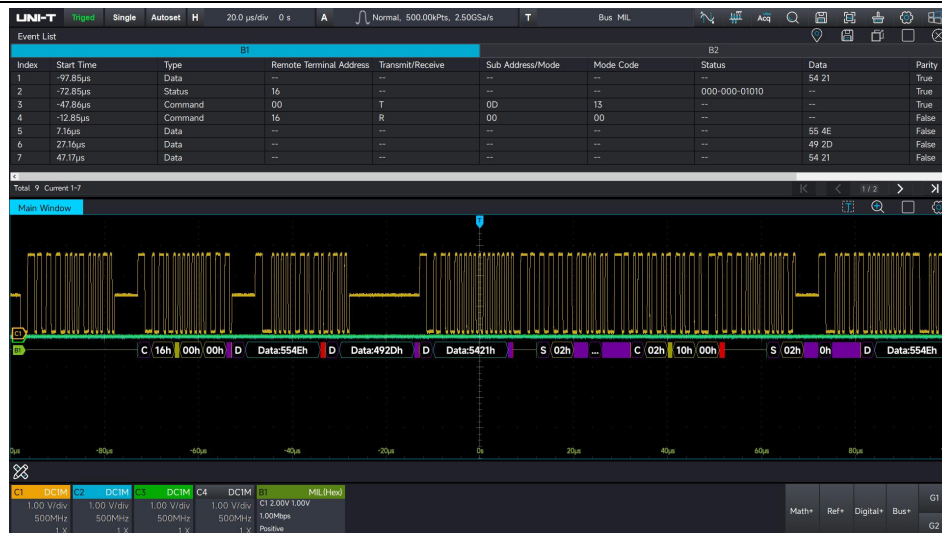 UNI-T Triged Single Autoset H 20.0 μs/div 0 s A Normal, 500.00kPts, 2.50GSa/s T Bus MIL Acq
Event List
B1 B2
Index Start Time Type Remote Terminal Address Transmit/Receive Sub Address/Mode Mode Code Status Data Parity
1 -97.85μs Data -- -- -- -- -- 54 21 True
2 -72.85μs Status 16 -- -- -- 000-000-01010 -- True
3 -47.86μs Command 00 T 0D 13 -- -- True
4 -12.85μs Command 16 R 00 00 -- -- False
5 7.16μs Data -- -- -- -- -- 55 4E False
6 27.16μs Data -- -- -- -- -- 49 2D False
7 47.17μs Data -- -- -- -- -- 54 21 False
Total 9 Current 1-7 1 / 2
Main Window
T
C1
B1 C 16h 00h 00h D Data:554Eh D Data:492Dh D Data:5421h S 02h ... C 02h 10h 00h S 02h 0h D Data:554Eh
0μs -80μs -60μs -40μs -20μs 0s 20μs 40μs 60μs 80μs
C1 DC1M C2 DC1M C3 DC1M C4 DC1M B1 MIL(Hex)
1.00 V/div 1.00 V/div 1.00 V/div 1.00 V/div C1 2.00V 1.00V
500MHz 500MHz 500MHz 500MHz 1.00Mbps
1 X 1 X 1 X 1 X Positive
Math+ Ref+ Digital+ Bus+ G1
G2